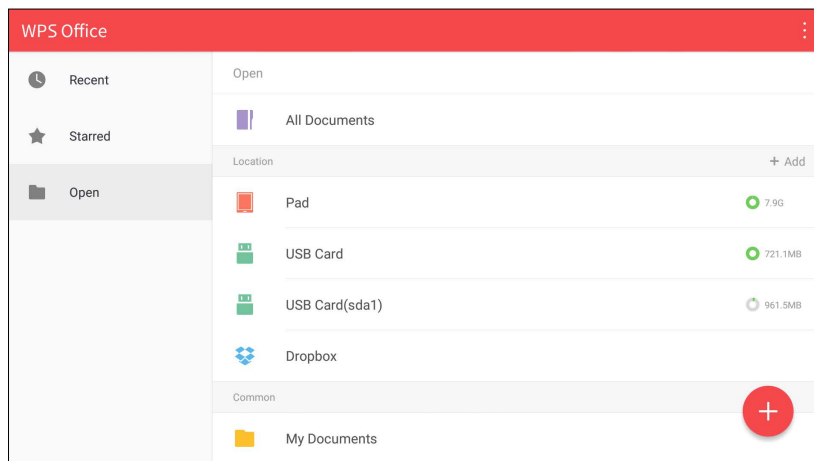 WPS Office
Recent
Starred
Open
Open
All Documents
Location + Add
Pad 7.9G
USB Card 721.1MB
USB Card(sda1) 961.5MB
Dropbox
Common
My Documents